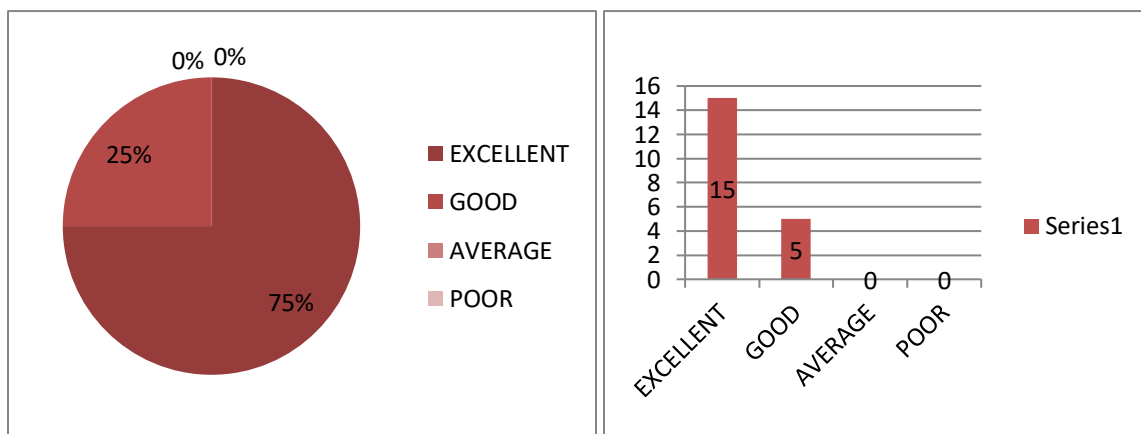 0% 0%
25%
75%
EXCELLENT
GOOD
AVERAGE
POOR
16
14
12
10
8
6
4
2
0
15
5
0
0
EXCELLENT
GOOD
AVERAGE
POOR
Series1